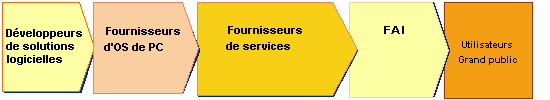 Développeurs
de solutions
logicielles
Fournisseurs
d'OS de PC
Fournisseurs
de services
FAI
Utilisateurs
Grand public